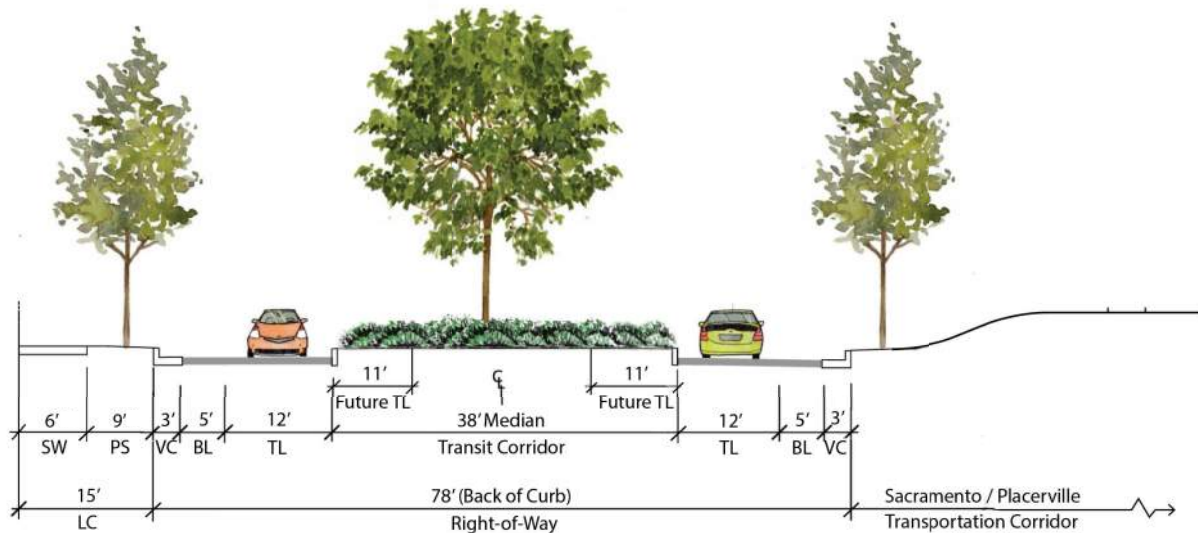 11’
℄
11’
Future TL
Future TL
6’
9’
3’
5’
12’
38’ Median
12’
5’
3’
SW
PS
VC
BL
TL
Transit Corridor
TL
BL
VC
15’
78’ (Back of Curb)
Sacramento / Placerville
LC
Right-of-Way
Transportation Corridor